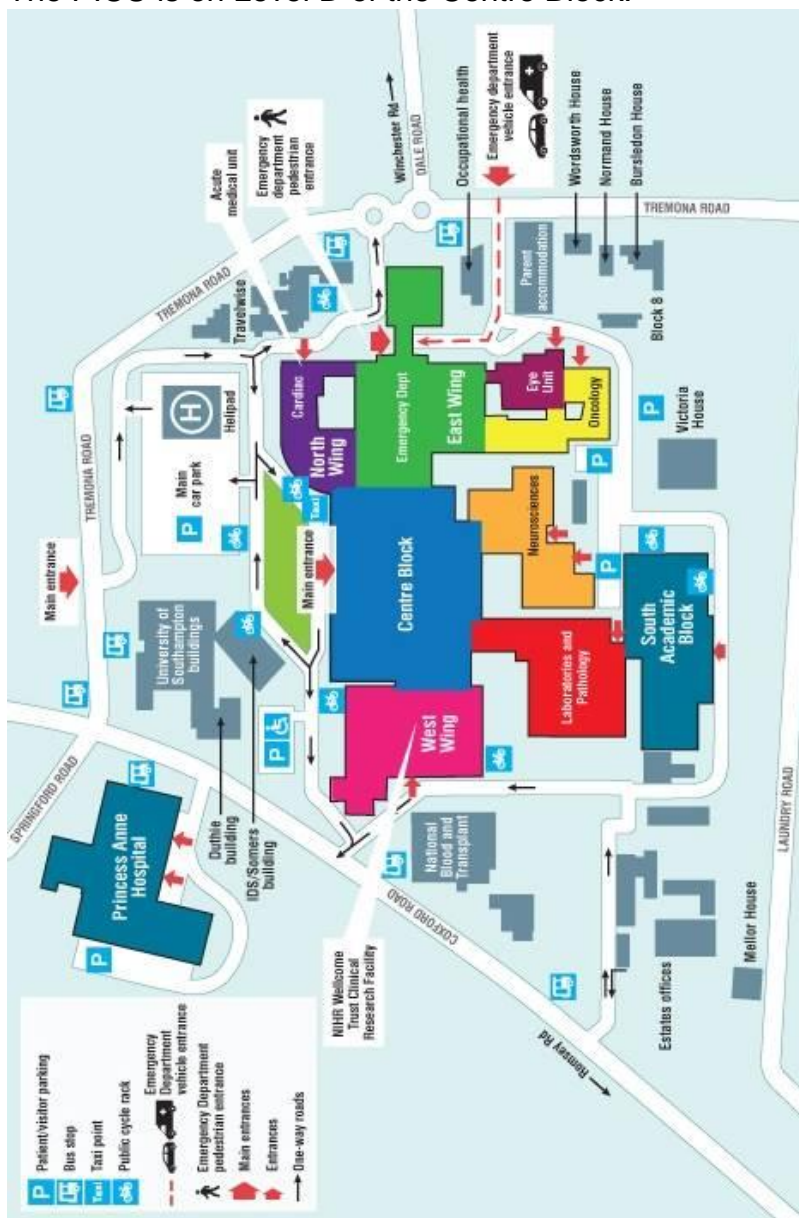 The PICU is on Level D of the Centre Block.
P Patient/visitor parking
Bus stop
Taxi Taxi point
Public cycle rack
Emergency
Department
vehicle entrance
Emergency Department
pedestrian entrance
Main entrances
Entrances
One-way roads
SPRINGFORD ROAD
Princess Anne
Hospital
P
Duthie
building
IDS/Somers
building
University of
Southampton
buildings
Main entrance
TREMONA ROAD
P
Main
car park
H
Helipad
Travelwise
TREMONA ROAD
Acute
medical unit
Emergency
department
pedestrian
entrance
Winchester Rd
DALE ROAD
Occupational health
Emergency department
vehicle entrance
Wordsworth House
Normand House
Bursledon House
TREMONA ROAD
Parent
accommodation
Block 8
P
Victoria
House
Cardiac
North
Wing
Taxi
Main entrance
Emergency Dept
East Wing
Eye
Unit
Oncology
P
Centre Block
Neurosciences
P
P
West
Wing
Laboratories and
Pathology
South
Academic
Block
National
Blood and
Transplant
COXFORD ROAD
NIHR Wellcome
Trust Clinical
Research Facility
Romsey Rd
Estates offices
Mellor House
LAUNDRY ROAD